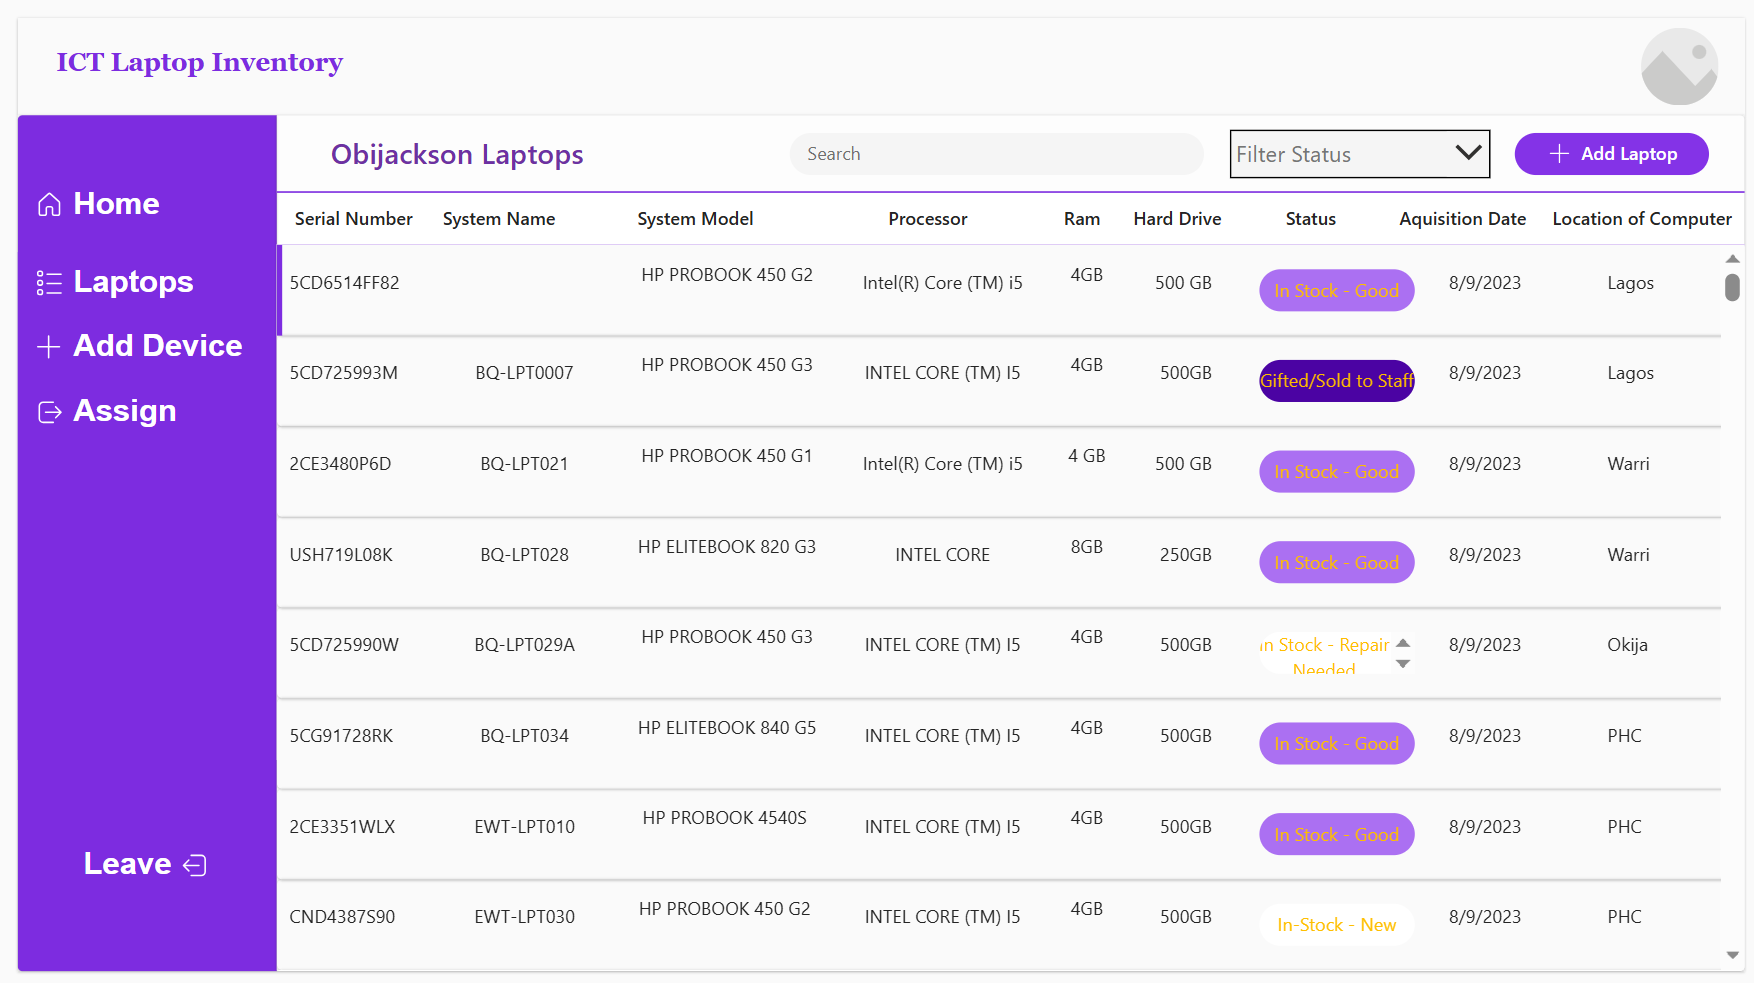 ICT Laptop Inventory
Obijackson Laptops
Search
Filter Status
Add Laptop
Home
Laptops
Add Device
Assign
Leave
Serial Number System Name System Model Processor Ram Hard Drive Status Aquisition Date Location of Computer
5CD6514FF82 HP PROBOOK 450 G2 Intel(R) Core (TM) i5 4GB 500 GB In Stock - Good 8/9/2023 Lagos
5CD725993M BQ-LPT0007 HP PROBOOK 450 G3 INTEL CORE (TM) I5 4GB 500GB Gifted/Sold to Staff 8/9/2023 Lagos
2CE3480P6D BQ-LPT021 HP PROBOOK 450 G1 Intel(R) Core (TM) i5 4 GB 500 GB In Stock - Good 8/9/2023 Warri
USH719L08K BQ-LPT028 HP ELITEBOOK 820 G3 INTEL CORE 8GB 250GB In Stock - Good 8/9/2023 Warri
5CD725990W BQ-LPT029A HP PROBOOK 450 G3 INTEL CORE (TM) I5 4GB 500GB In Stock - Repair 8/9/2023 Okija
Needed
5CG91728RK BQ-LPT034 HP ELITEBOOK 840 G5 INTEL CORE (TM) I5 4GB 500GB In Stock - Good 8/9/2023 PHC
2CE3351WLX EWT-LPT010 HP PROBOOK 4540S INTEL CORE (TM) I5 4GB 500GB In Stock - Good 8/9/2023 PHC
CND4387S90 EWT-LPT030 HP PROBOOK 450 G2 INTEL CORE (TM) I5 4GB 500GB In-Stock - New 8/9/2023 PHC